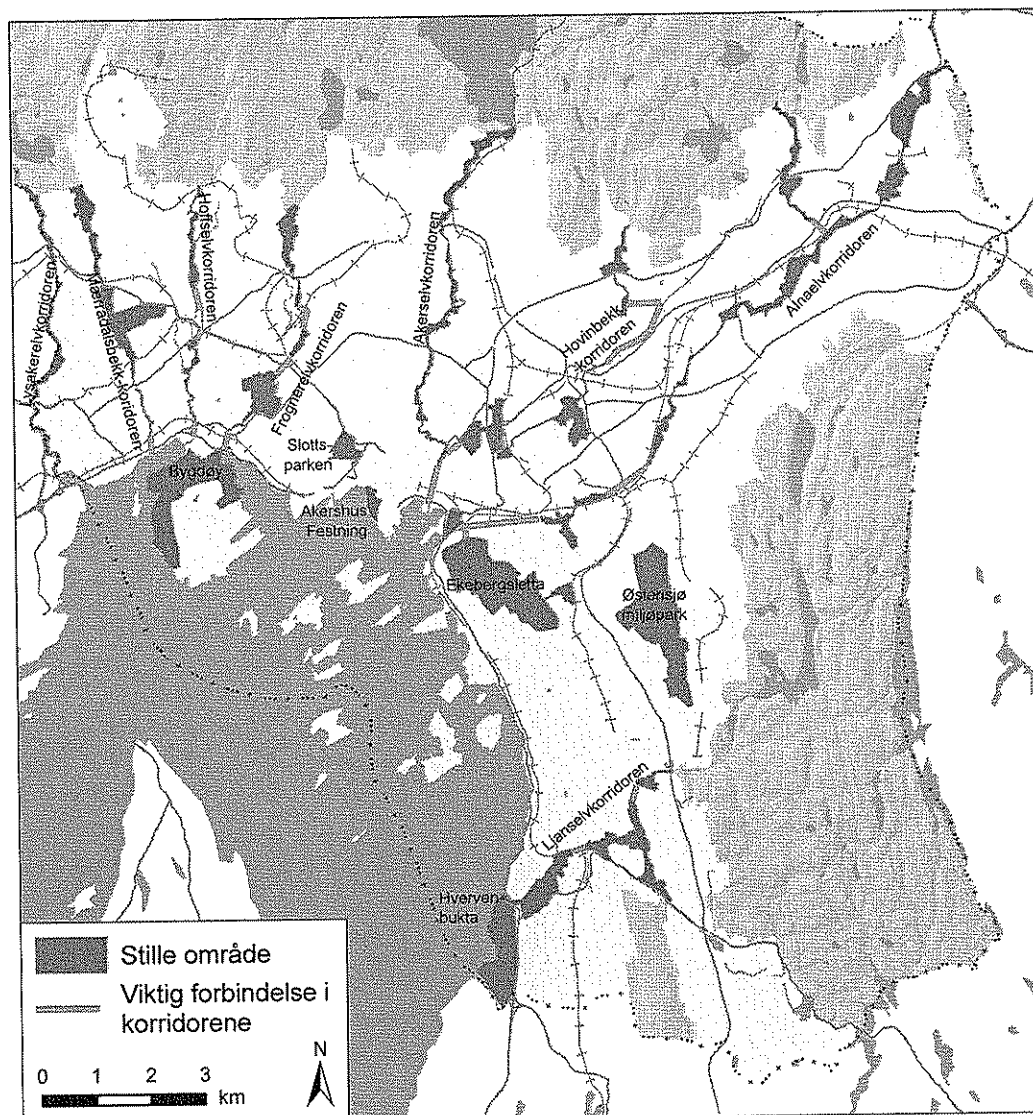 Lysakerelvkorridoren
Mærradalsbekk-korridoren
Hoffselvkorridoren
Frognerelvkorridoren
Akerselvkorridoren
Hovinbekk
-korridoren
Alnaelvkorridoren
Slotts-
parken
Bygdøy
Akershus
Festning
Ekebergsletta
Østensjø
miljøpark
Ljanselvkorridoren
Hverven-
bukta
Stille område
Viktig forbindelse i
korridorene
N
0 1 2 3
km